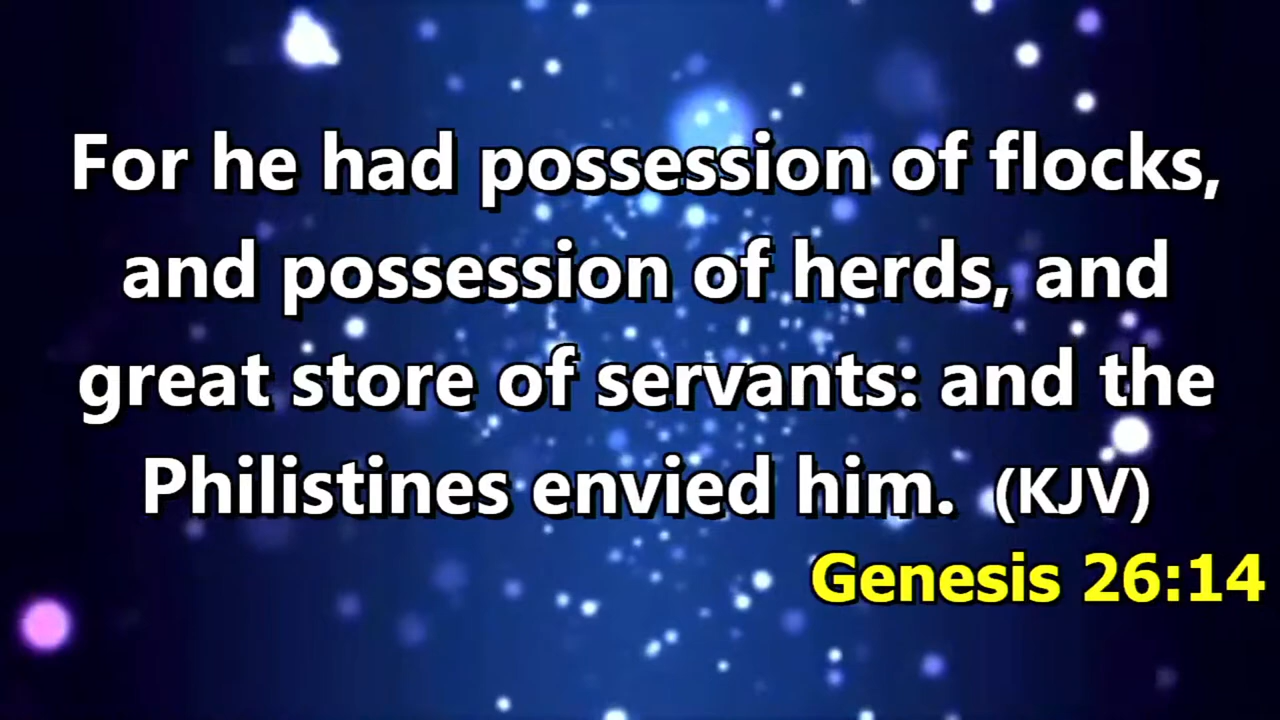 For he had possession of flocks,
and possession of herds, and
great store of servants: and the
Philistines envied him. (KJV)
Genesis 26:14